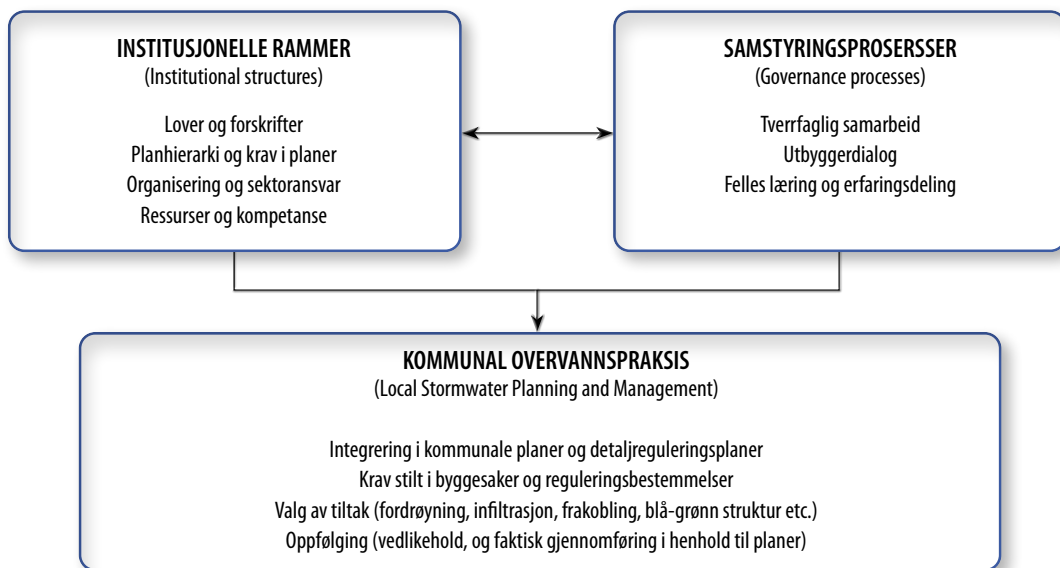 INSTITUSJONELLE RAMMER
(Institutional structures)
Lover og forskrifter
Planhierarki og krav i planer
Organisering og sektoransvar
Ressurser og kompetanse
SAMSTYRINGSPROSERSSER
(Governance processes)
Tverrfaglig samarbeid
Utbyggerdialog
Felles læring og erfaringsdeling
KOMMUNAL OVERVANNSPRAKSIS
(Local Stormwater Planning and Management)
Integrering i kommunale planer og detaljreguleringsplaner
Krav stilt i byggesaker og reguleringsbestemmelser
Valg av tiltak (fordrøyning, infiltrasjon, frakobling, blå-grønn struktur etc.)
Oppfølging (vedlikehold, og faktisk gjennomføring i henhold til planer)